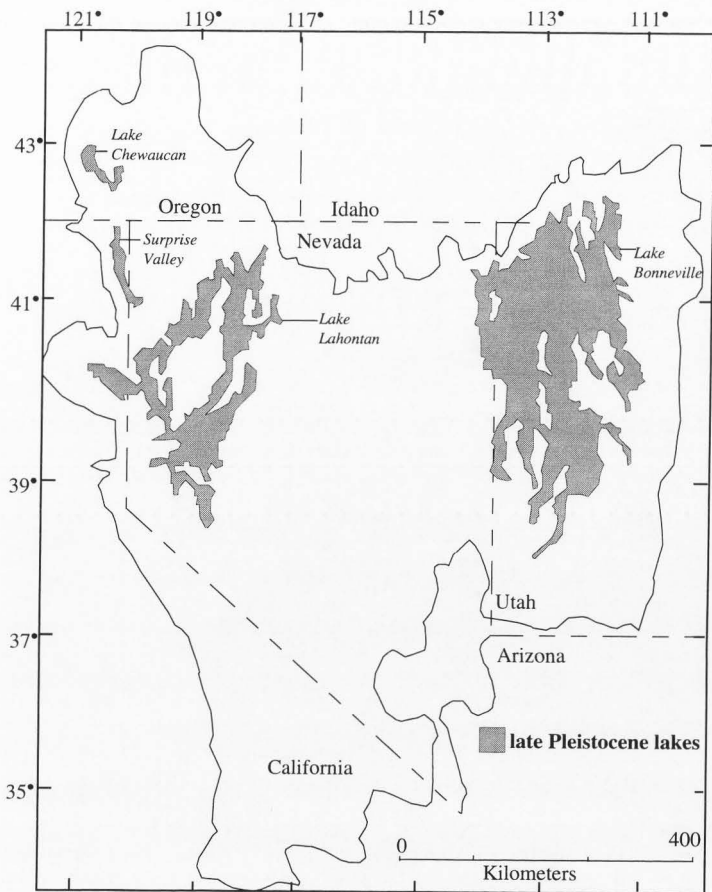 121° 119° 117° 115° 113° 111°
43°
Lake
Chewaucan
Oregon Idaho
Nevada
Surprise
Valley
Lake
Bonneville
41°
Lake
Lahontan
39°
Utah
37°
Arizona
late Pleistocene lakes
California
35°
0 400
Kilometers